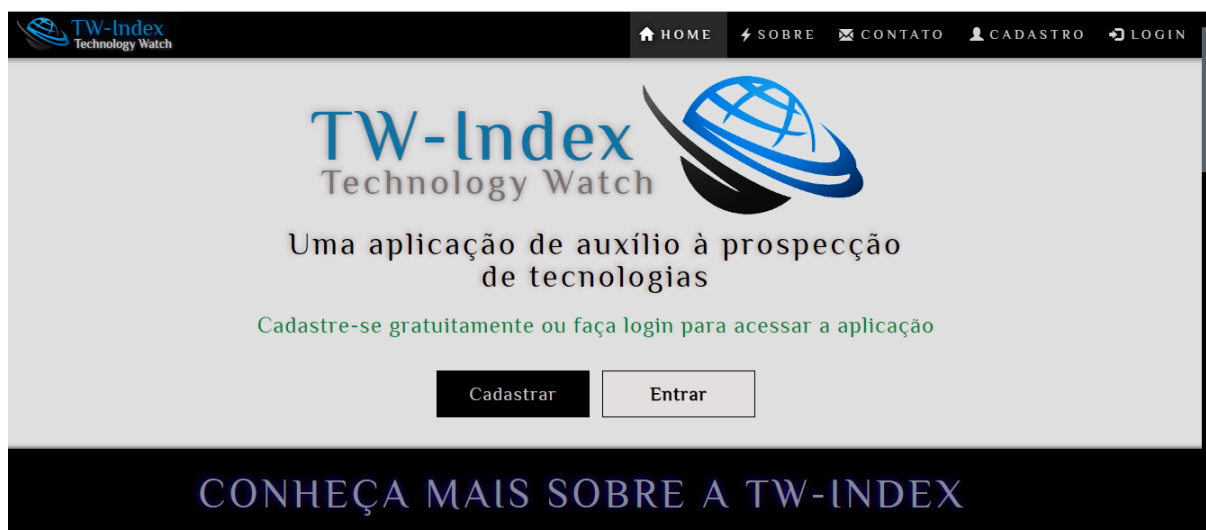 TW-Index
Technology Watch
HOME SOBRE CONTATO CADASTRO LOGIN
TW-Index
Technology Watch
Uma aplicação de auxílio à prospecção
de tecnologias
Cadastre-se gratuitamente ou faça login para acessar a aplicação
Cadastrar Entrar
CONHEÇA MAIS SOBRE A TW-INDEX